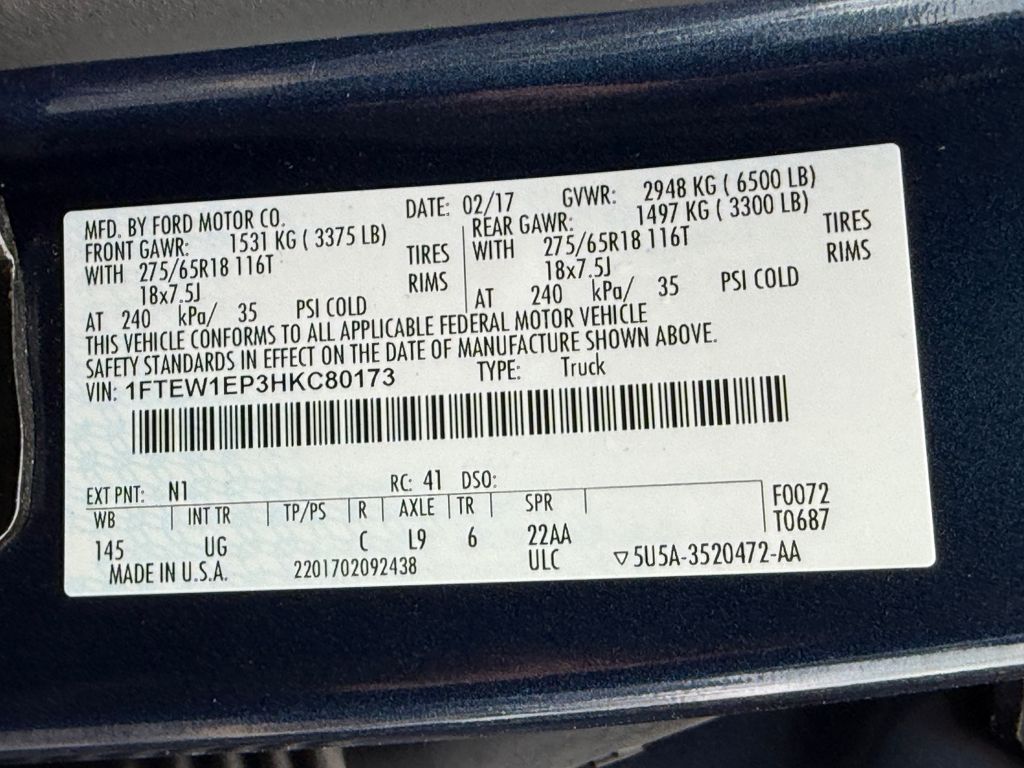 MFD. BY FORD MOTOR CO. DATE: 02/17 GVWR: 2948 KG ( 6500 LB)
FRONT GAWR: 1531 KG ( 3375 LB) REAR GAWR: 1497 KG ( 3300 LB)
WITH 275/65R18 116T TIRES WITH 275/65R18 116T TIRES
18x7.5J RIMS 18x7.5J RIMS
AT 240 kPa/ 35 PSI COLD AT 240 kPa/ 35 PSI COLD
THIS VEHICLE CONFORMS TO ALL APPLICABLE FEDERAL MOTOR VEHICLE
SAFETY STANDARDS IN EFFECT ON THE DATE OF MANUFACTURE SHOWN ABOVE.
VIN: 1FTEW1EP3HKC80173 TYPE: Truck
EXT PNT: N1 RC: 41 DSO:
WB INT TR TP/PS R AXLE TR SPR F0072
145 UG C L9 6 22AA T0687
MADE IN U.S.A. 2201702092438 ULC ▽5U5A-3520472-AA